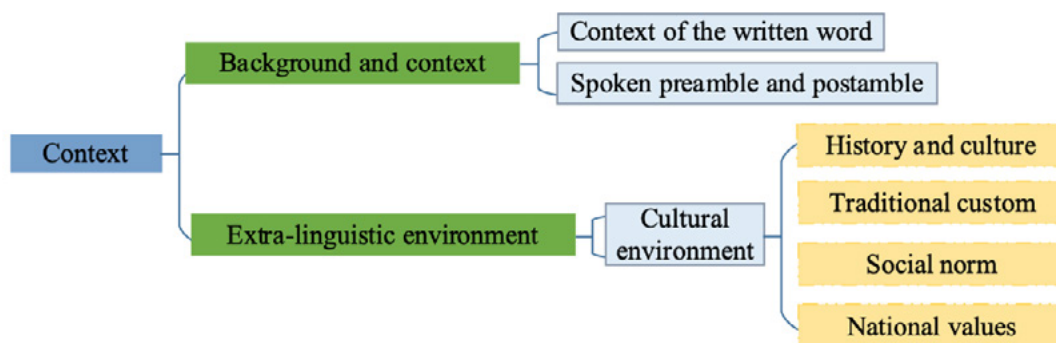 Context
Background and context
Context of the written word
Spoken preamble and postamble
Extra-linguistic environment
Cultural
environment
History and culture
Traditional custom
Social norm
National values